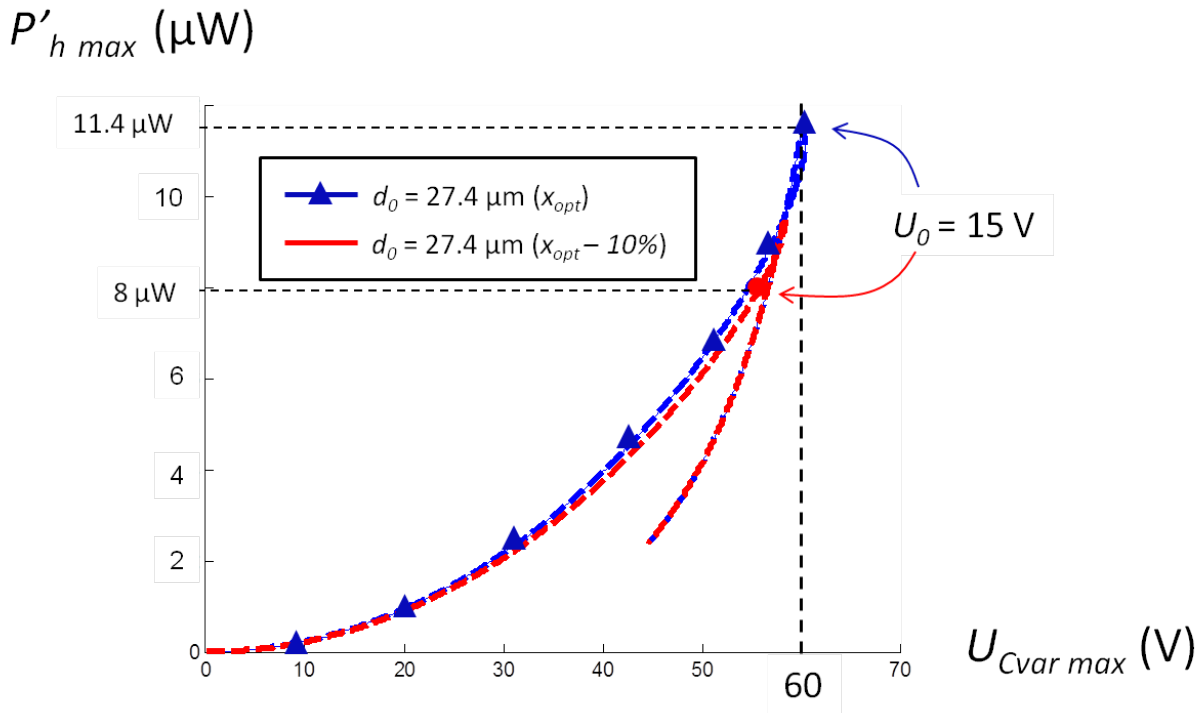 P'h max (µW)
11.4 µW
10
8 µW
6
4
2
0
d0 = 27.4 µm (xopt)
d0 = 27.4 µm (xopt – 10%)
U0 = 15 V
0
10
20
30
40
50
60
70
UCvar max (V)